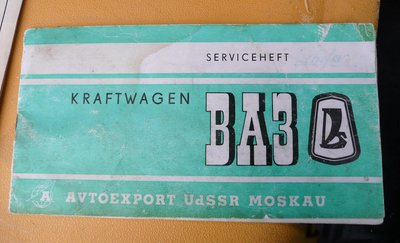 SERVICEHEFT
KRAFTWAGEN ВАЗ
AVTOEXPORT UdSSR MOSKAU